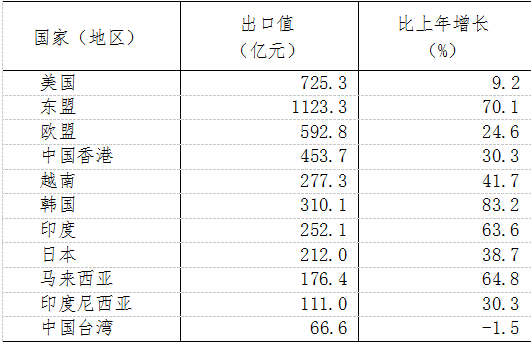 国家（地区） 出口值（亿元） 比上年增长（%）
美国 725.3 9.2
东盟 1123.3 70.1
欧盟 592.8 24.6
中国香港 453.7 30.3
越南 277.3 41.7
韩国 310.1 83.2
印度 252.1 63.6
日本 212.0 38.7
马来西亚 176.4 64.8
印度尼西亚 111.0 30.3
中国台湾 66.6 -1.5